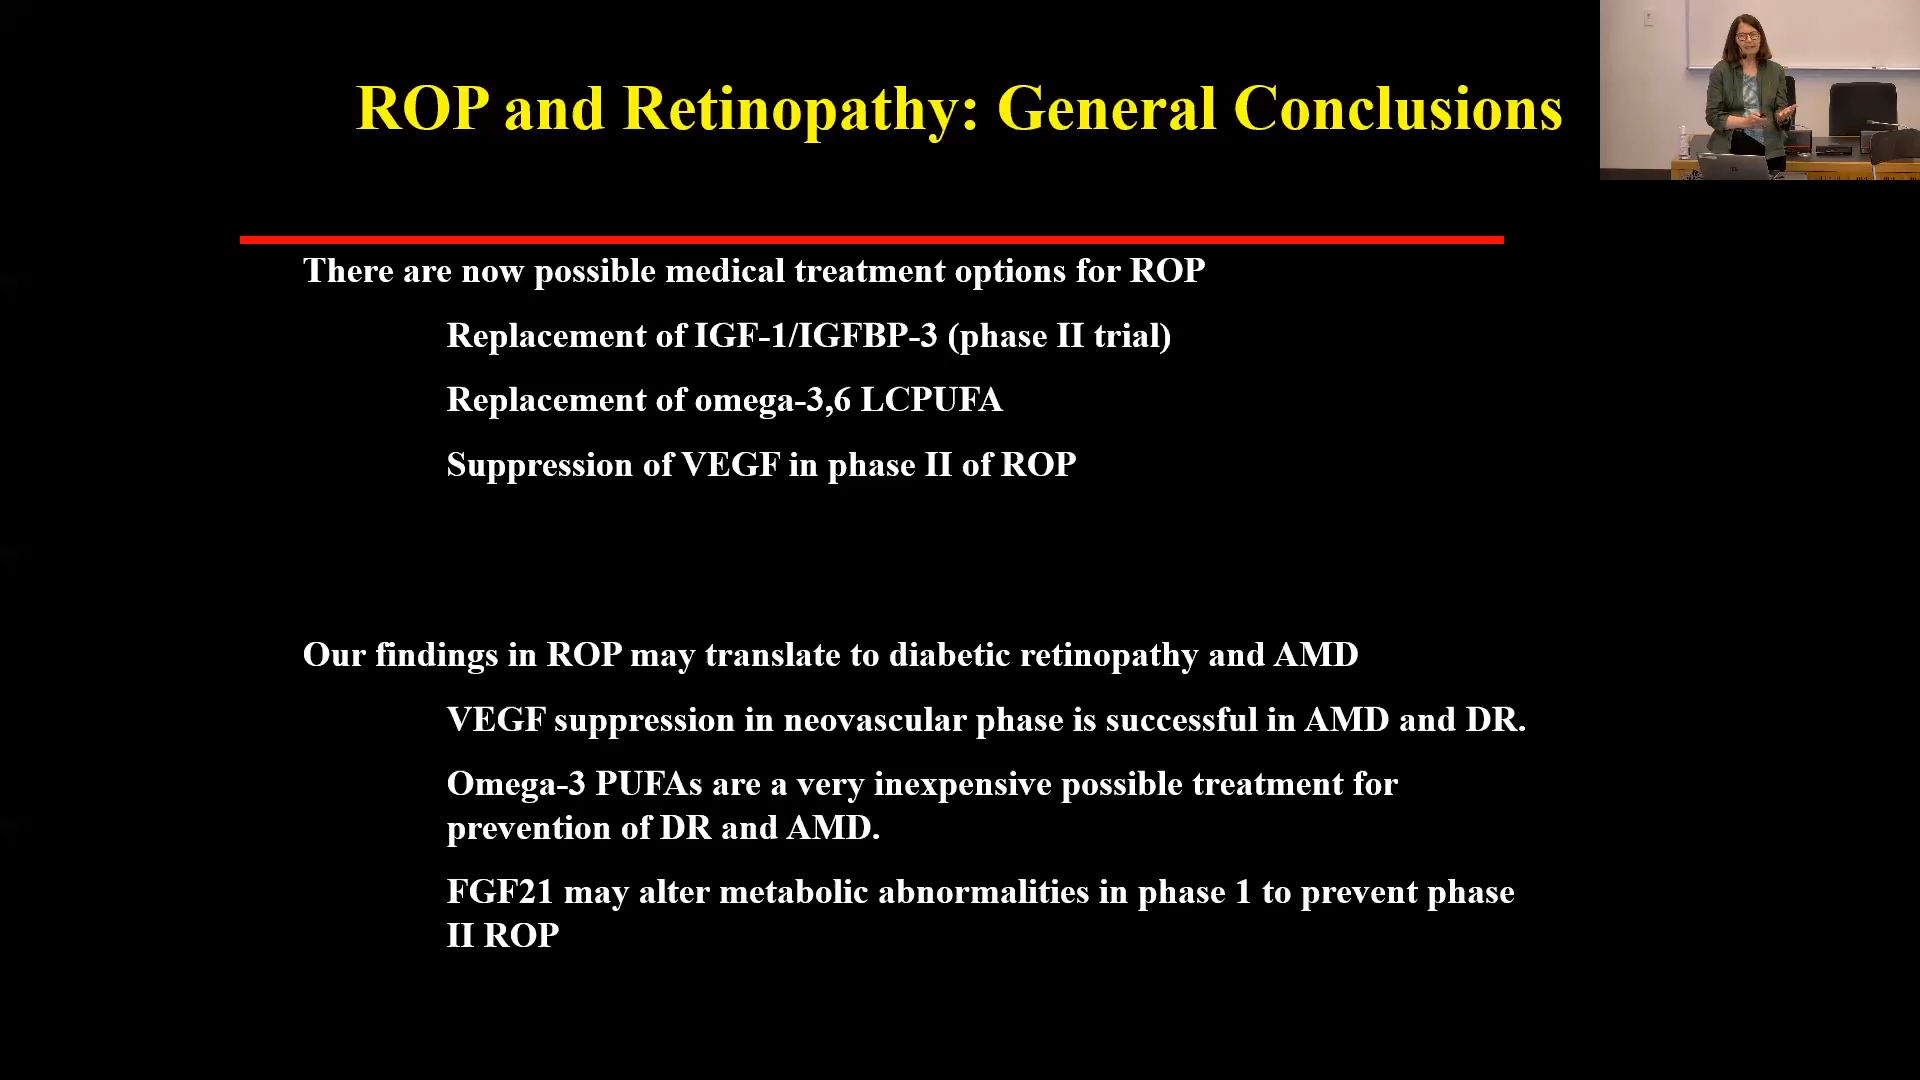 ROP and Retinopathy: General Conclusions
There are now possible medical treatment options for ROP
Replacement of IGF-1/IGFBP-3 (phase II trial)
Replacement of omega-3,6 LCPUFA
Suppression of VEGF in phase II of ROP
Our findings in ROP may translate to diabetic retinopathy and AMD
VEGF suppression in neovascular phase is successful in AMD and DR.
Omega-3 PUFAs are a very inexpensive possible treatment for
prevention of DR and AMD.
FGF21 may alter metabolic abnormalities in phase 1 to prevent phase
II ROP